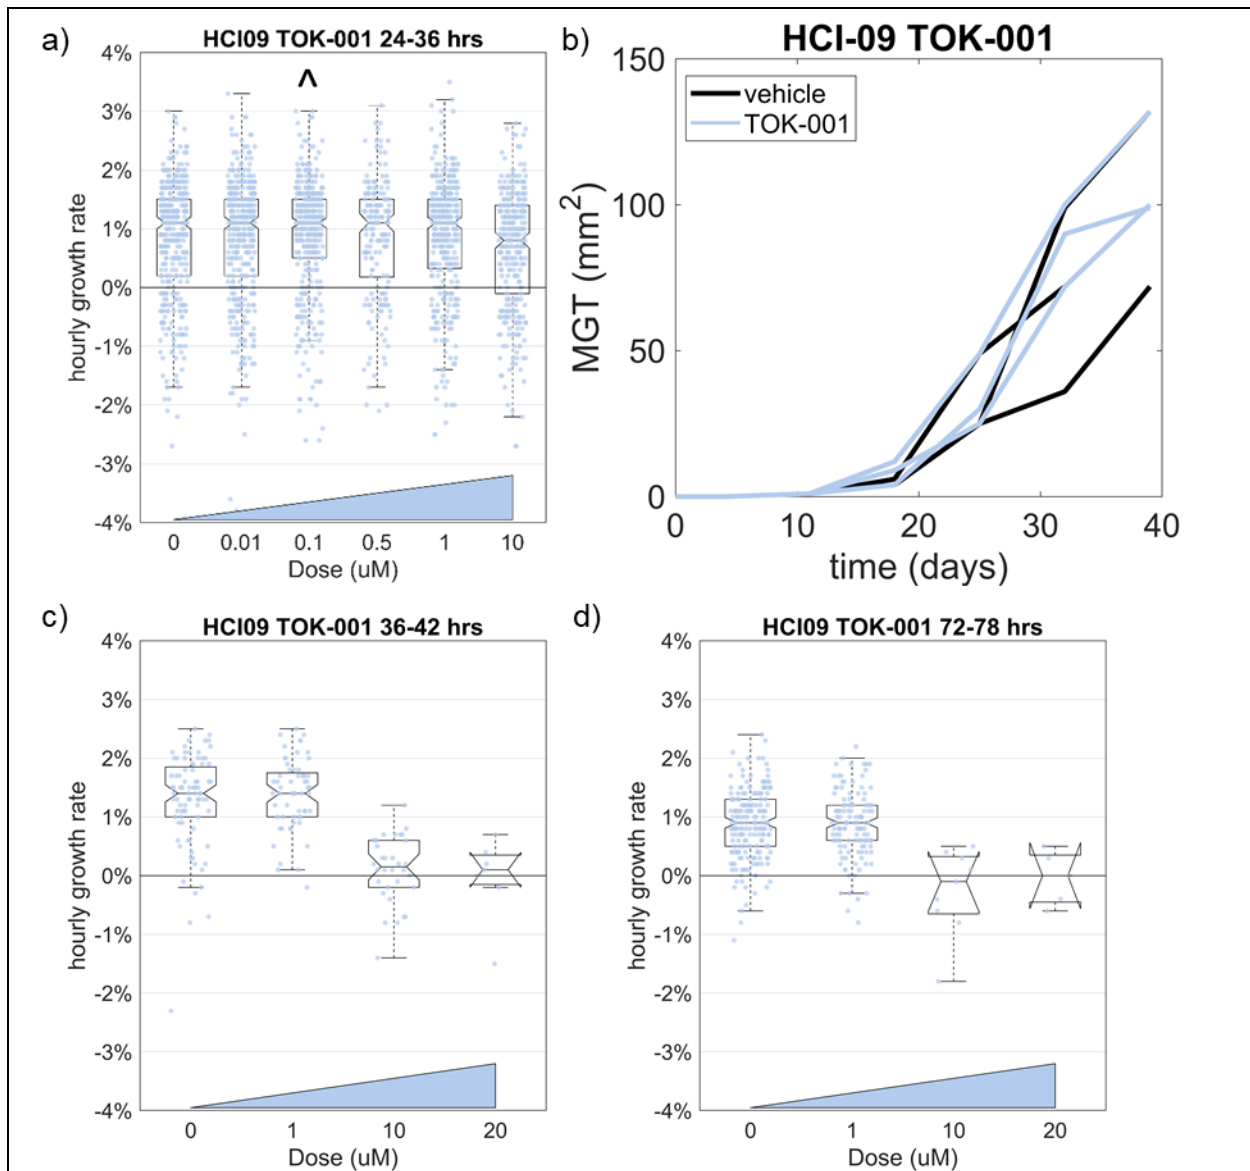 a)
HCI09 TOK-001 24-36 hrs
^
4%
3%
2%
1%
0%
-1%
-2%
-3%
-4%
hourly growth rate
0 0.01 0.1 0.5 1 10
Dose (uM)
b)
HCI-09 TOK-001
vehicle
TOK-001
150
100
50
0
MGT (mm²)
0 10 20 30 40
time (days)
c)
HCI09 TOK-001 36-42 hrs
4%
3%
2%
1%
0%
-1%
-2%
-3%
-4%
hourly growth rate
0 1 10 20
Dose (uM)
d)
HCI09 TOK-001 72-78 hrs
4%
3%
2%
1%
0%
-1%
-2%
-3%
-4%
hourly growth rate
0 1 10 20
Dose (uM)